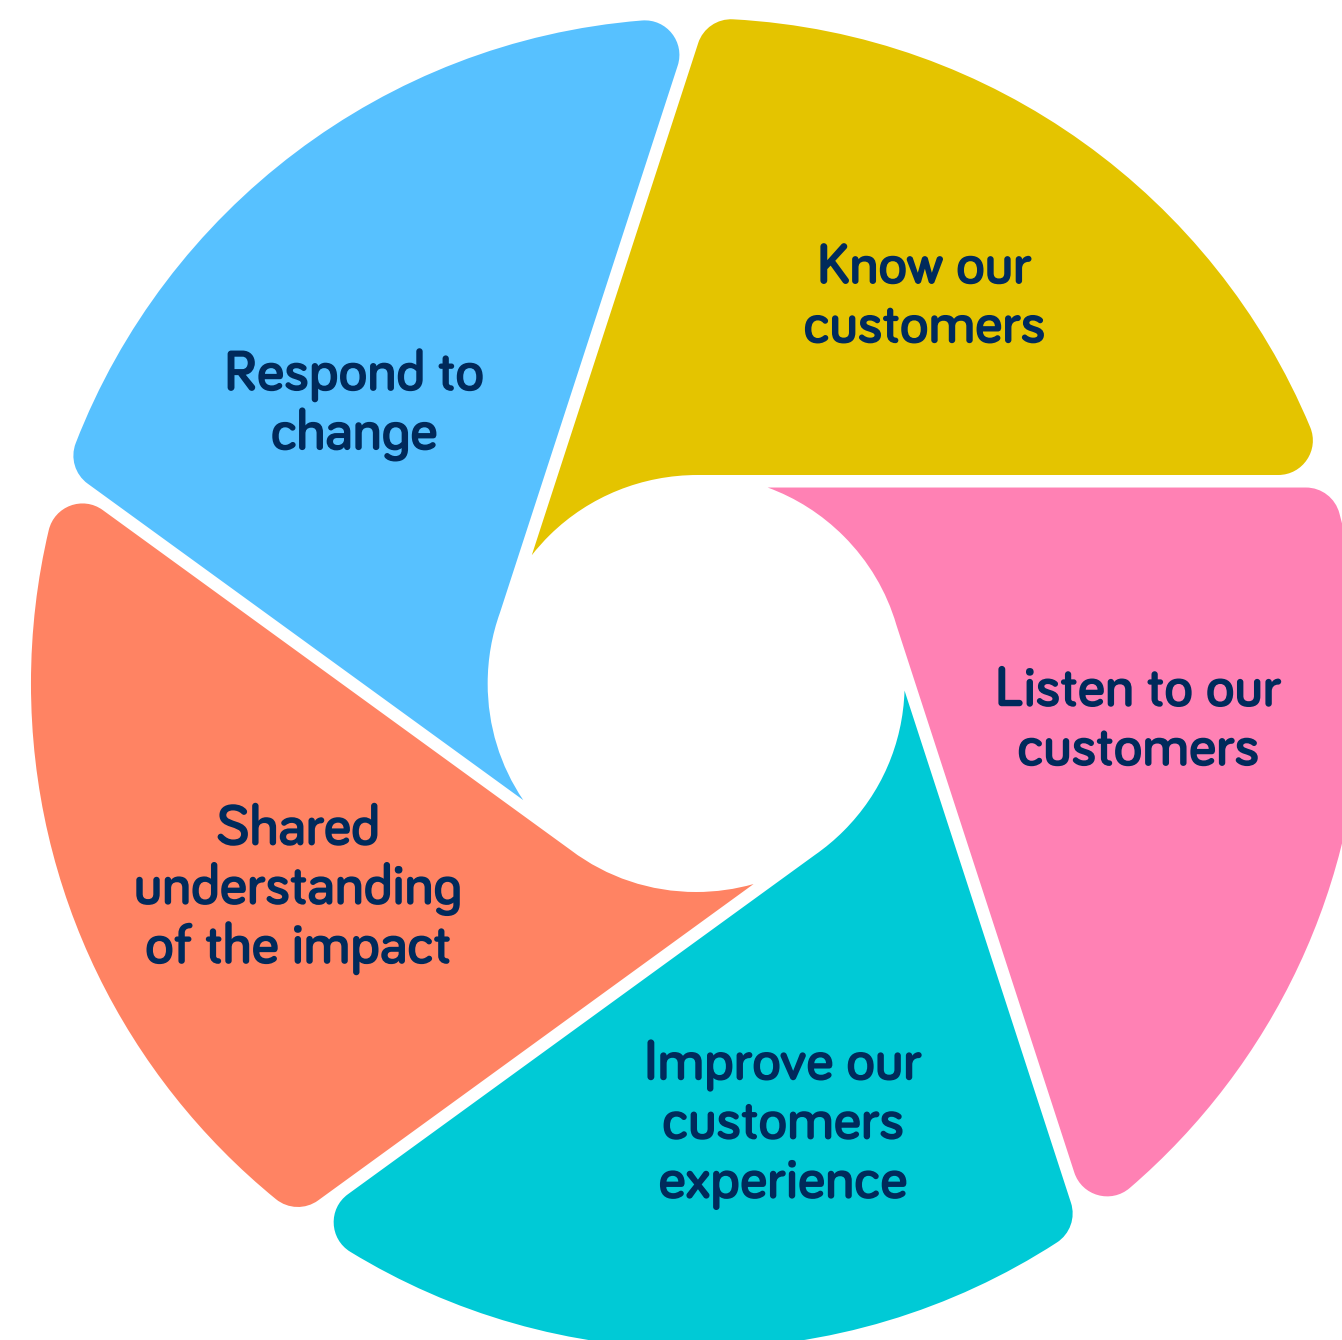 Know our
customers
Listen to our
customers
Improve our
customers
experience
Shared
understanding
of the impact
Respond to
change